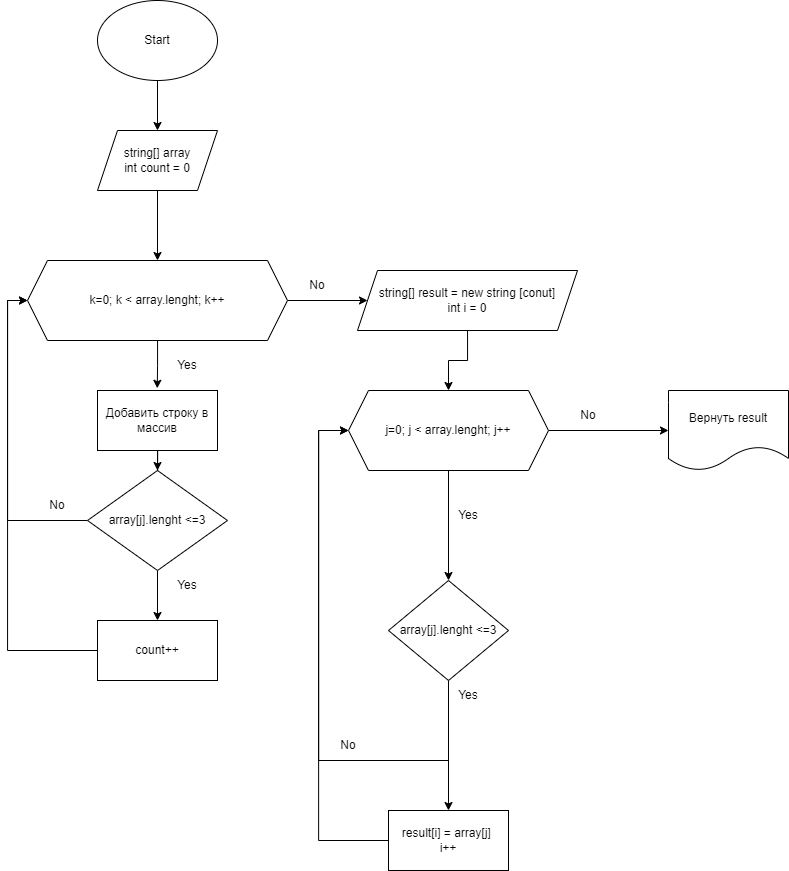 Start
string[] array
int count = 0
k=0; k < array.lenght; k++
No
string[] result = new string [conut]
int i = 0
Yes
Добавить строку в
массив
j=0; j < array.lenght; j++
No
Вернуть result
No
array[j].lenght <=3
Yes
Yes
count++
array[j].lenght <=3
Yes
No
result[i] = array[j]
i++